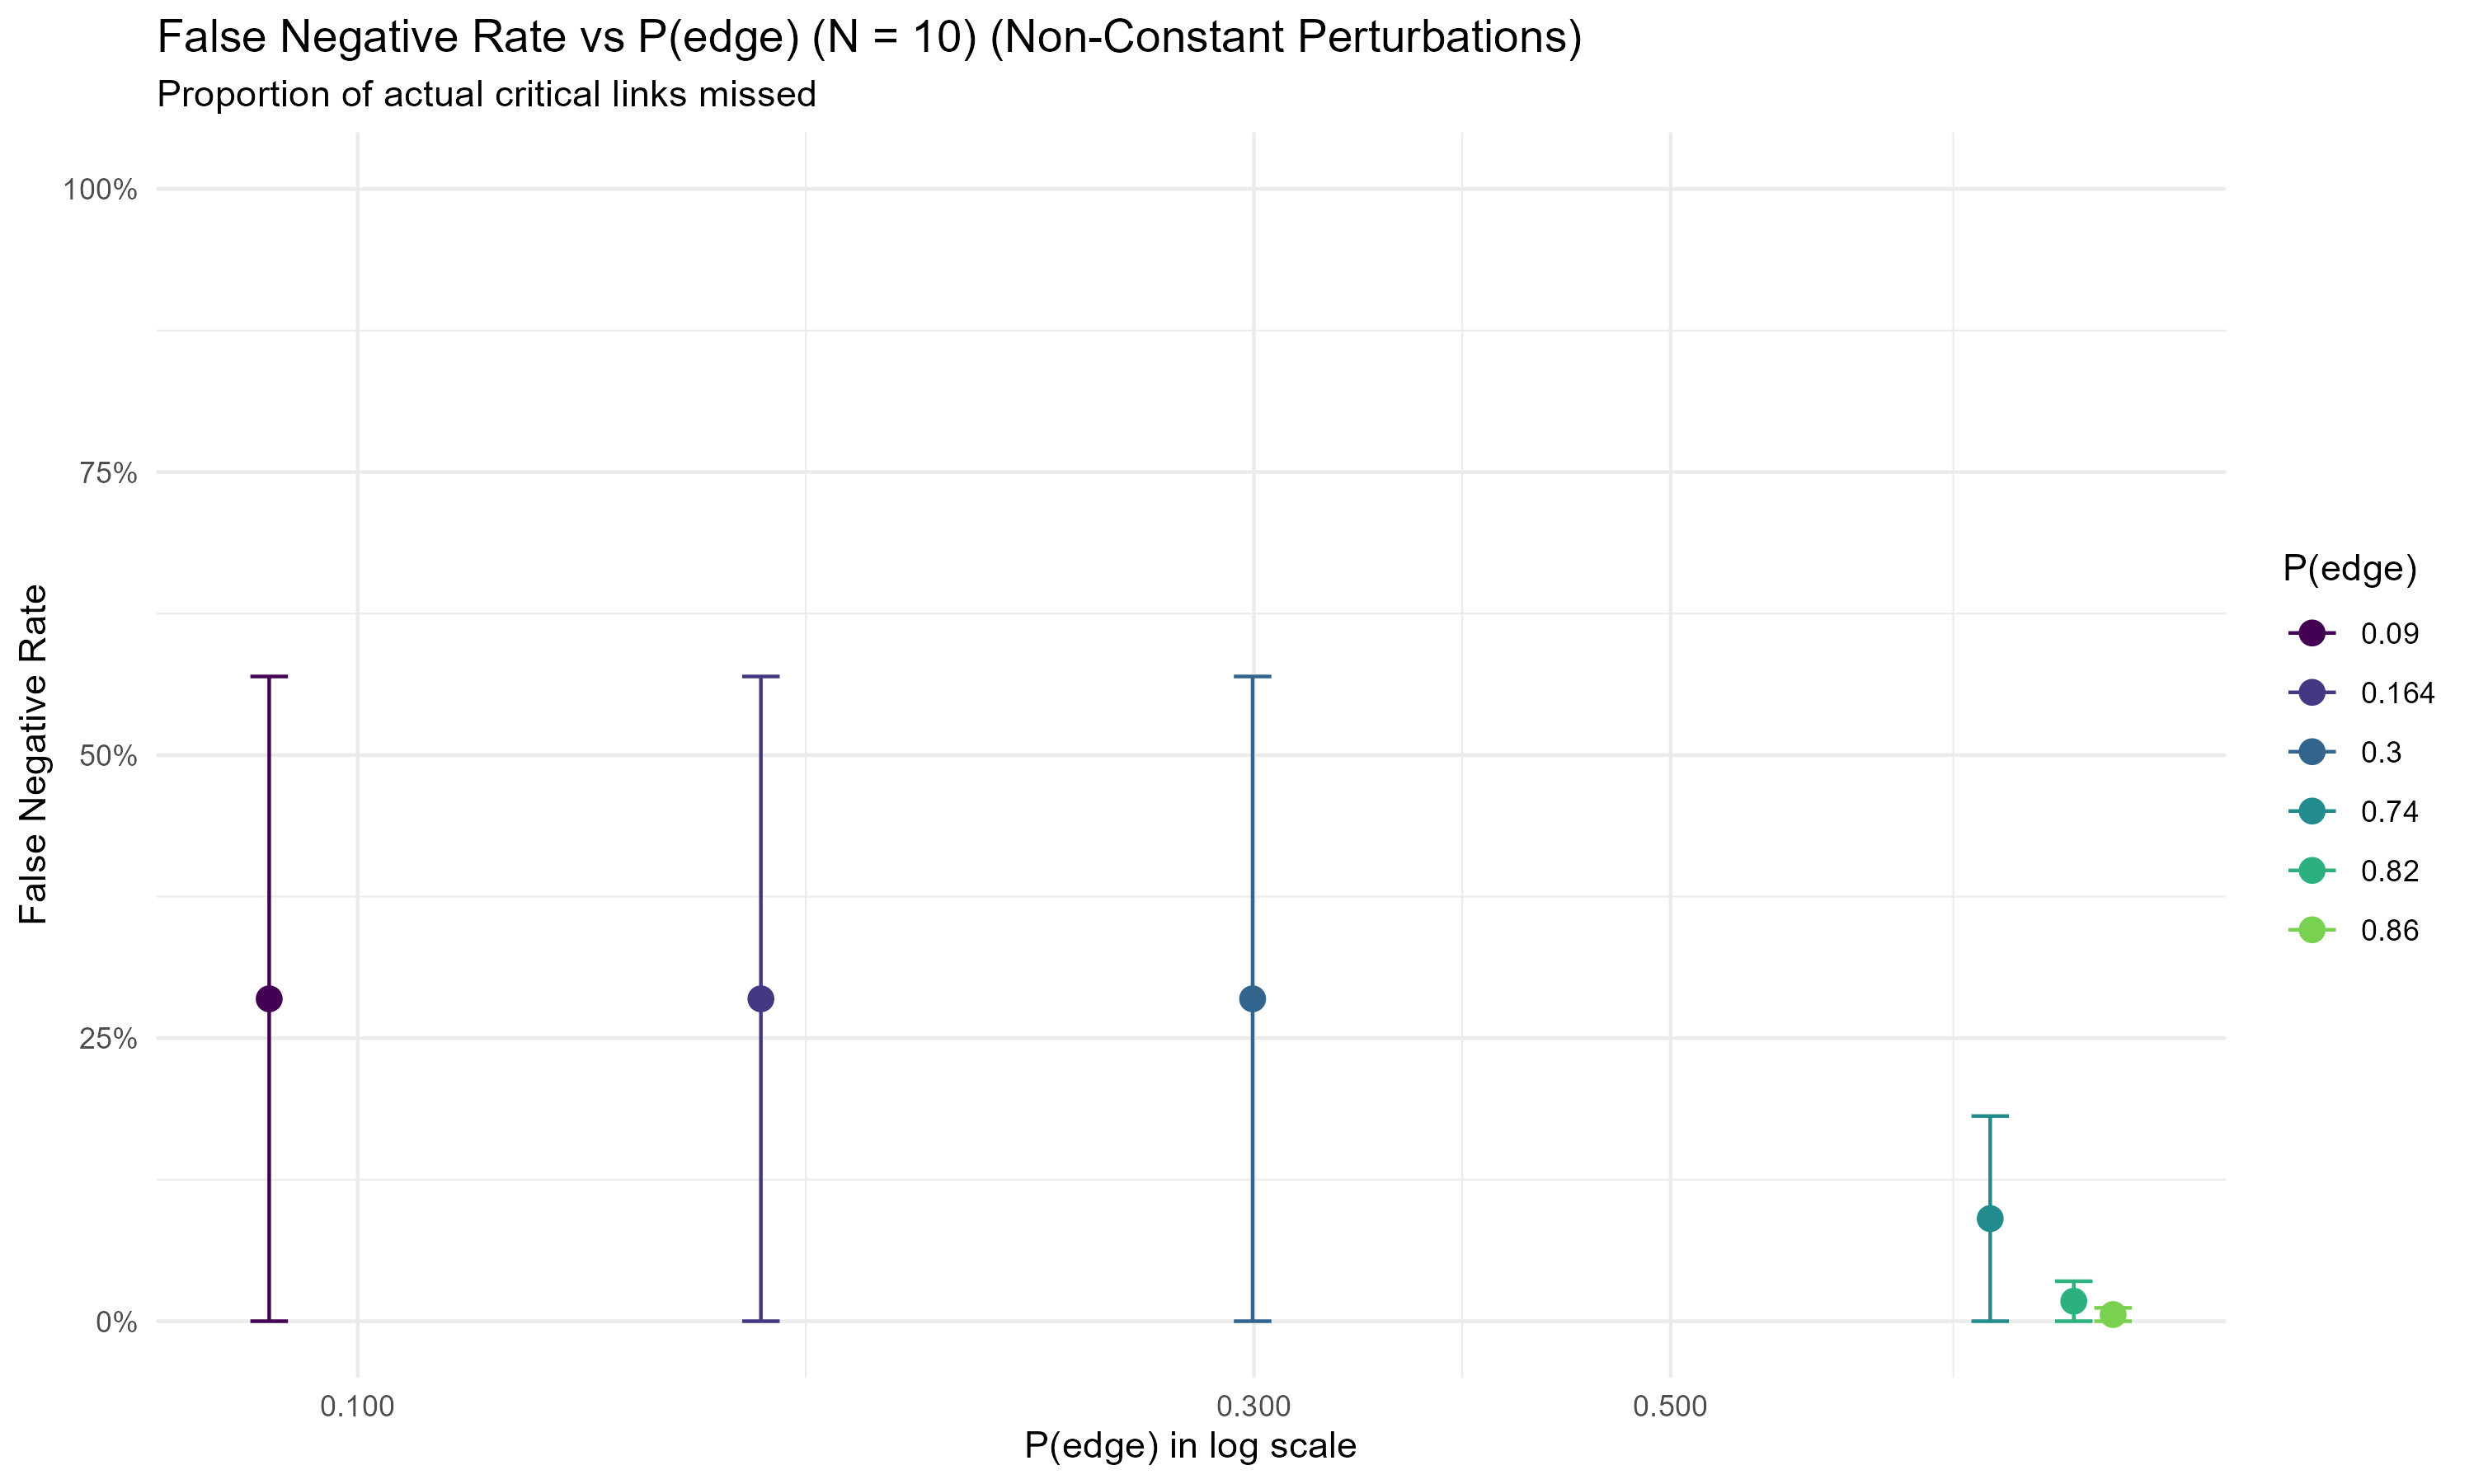 False Negative Rate vs P(edge) (N = 10) (Non-Constant Perturbations)
Proportion of actual critical links missed
False Negative Rate
100%
75%
50%
25%
0%
0.100
0.300
0.500
P(edge) in log scale
P(edge)
0.09
0.164
0.3
0.74
0.82
0.86